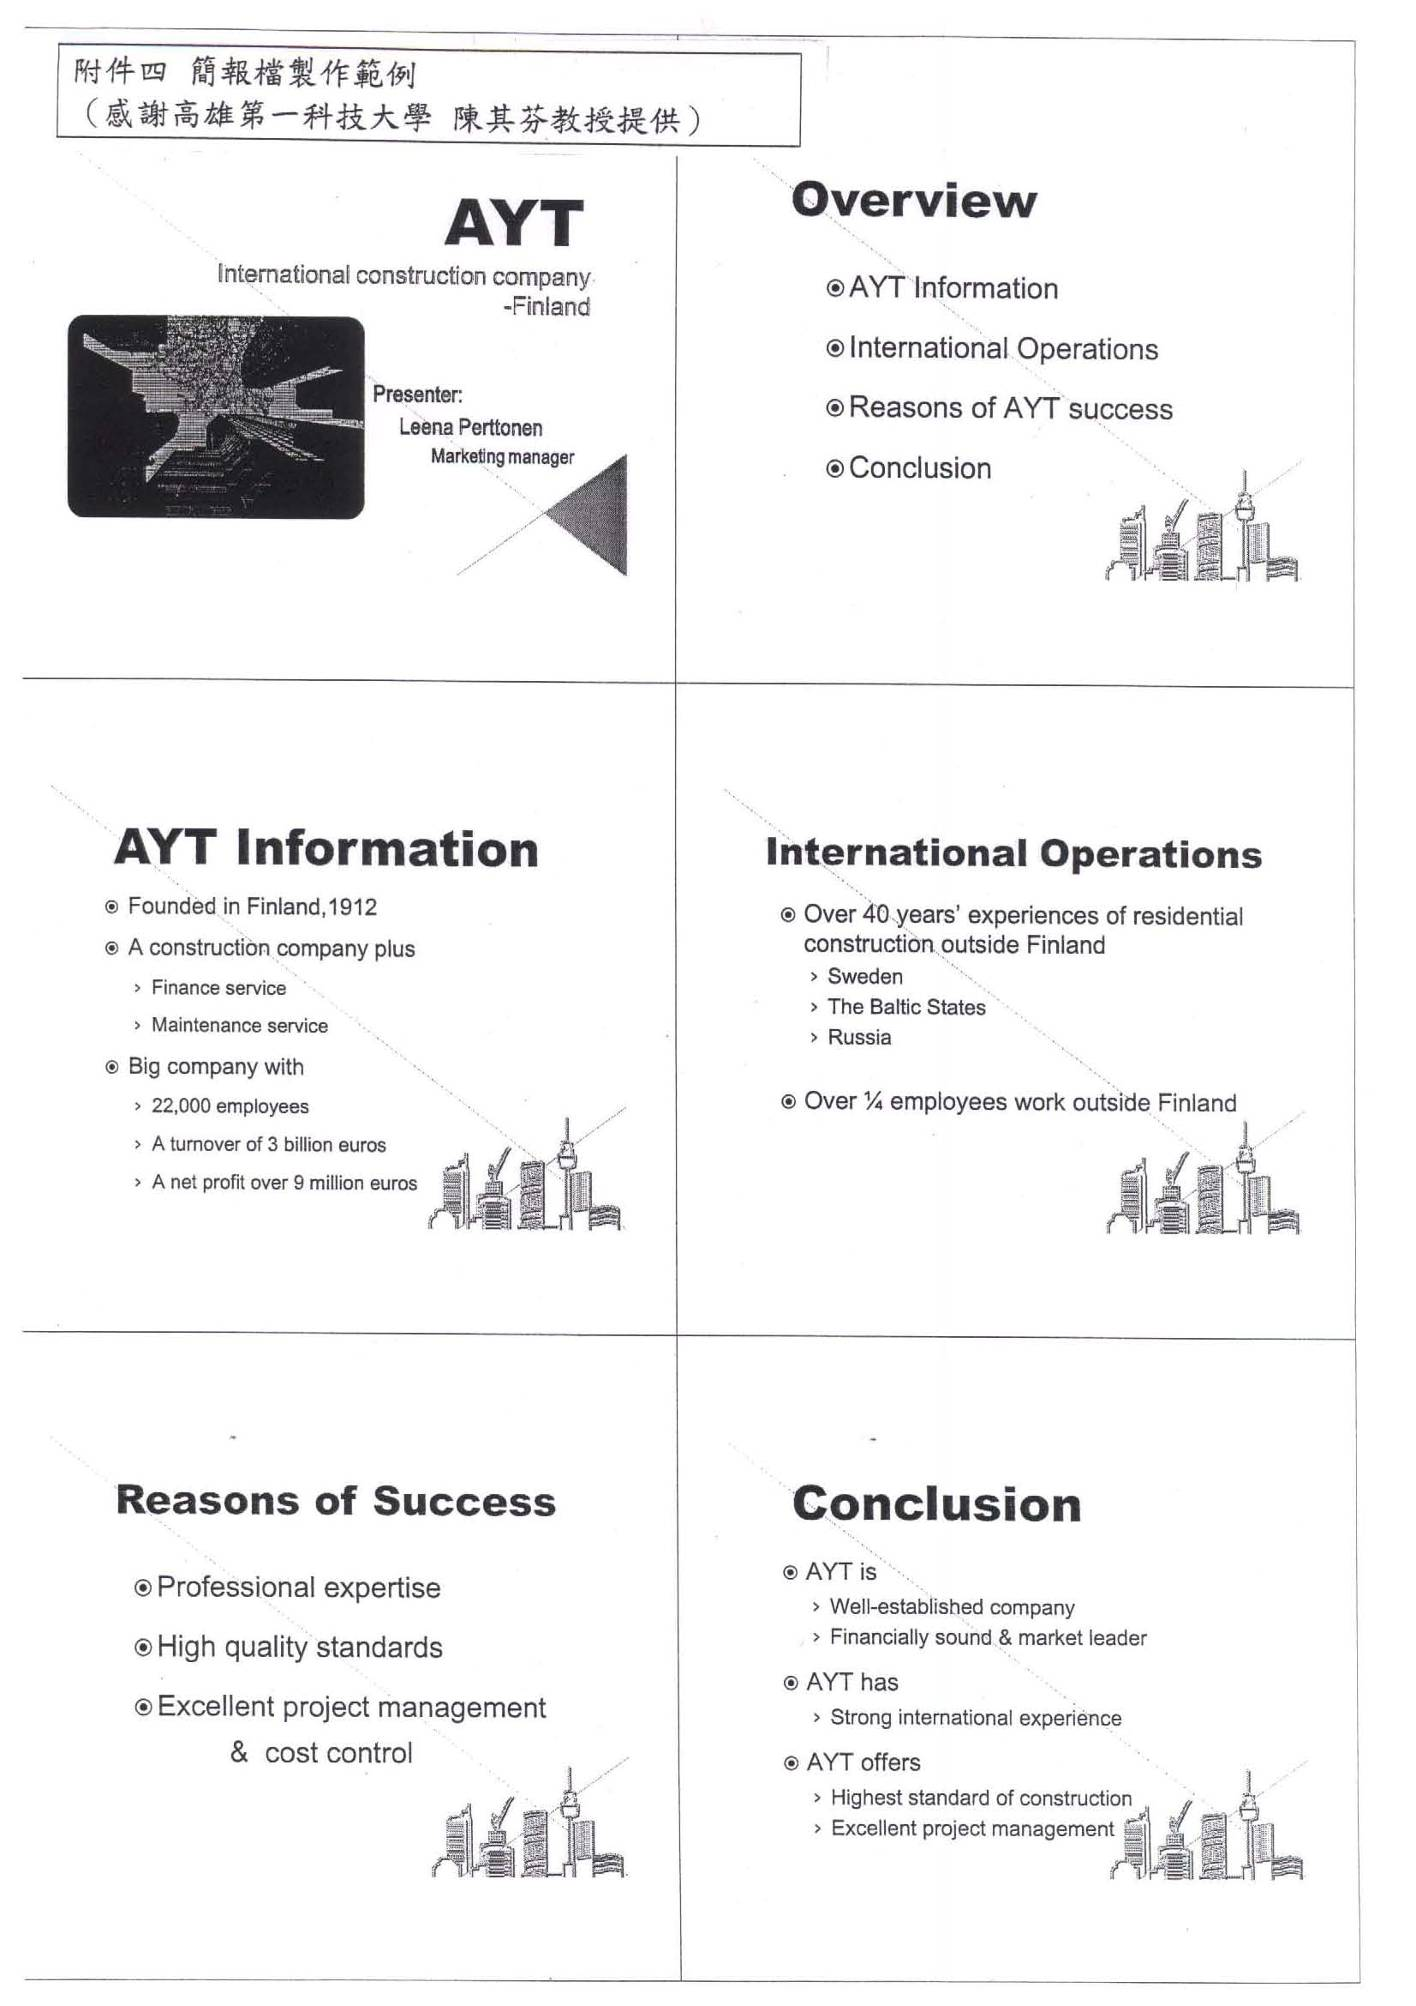 附件四 簡報檔製作範例
（感謝高雄第一科技大學 陳其芬教授提供）
AYT
International construction company
-Finland
Presenter:
Leena Perttonen
Marketing manager
Overview
◉AYT Information
◉International Operations
◉Reasons of AYT success
◉Conclusion
AYT Information
◉ Founded in Finland,1912
◉ A construction company plus
› Finance service
› Maintenance service
◉ Big company with
› 22,000 employees
› A turnover of 3 billion euros
› A net profit over 9 million euros
International Operations
◉ Over 40 years’ experiences of residential
construction outside Finland
› Sweden
› The Baltic States
› Russia
◉ Over ¼ employees work outside Finland
Reasons of Success
◉Professional expertise
◉High quality standards
◉Excellent project management
& cost control
Conclusion
◉ AYT is
› Well-established company
› Financially sound & market leader
◉ AYT has
› Strong international experience
◉ AYT offers
› Highest standard of construction
› Excellent project management